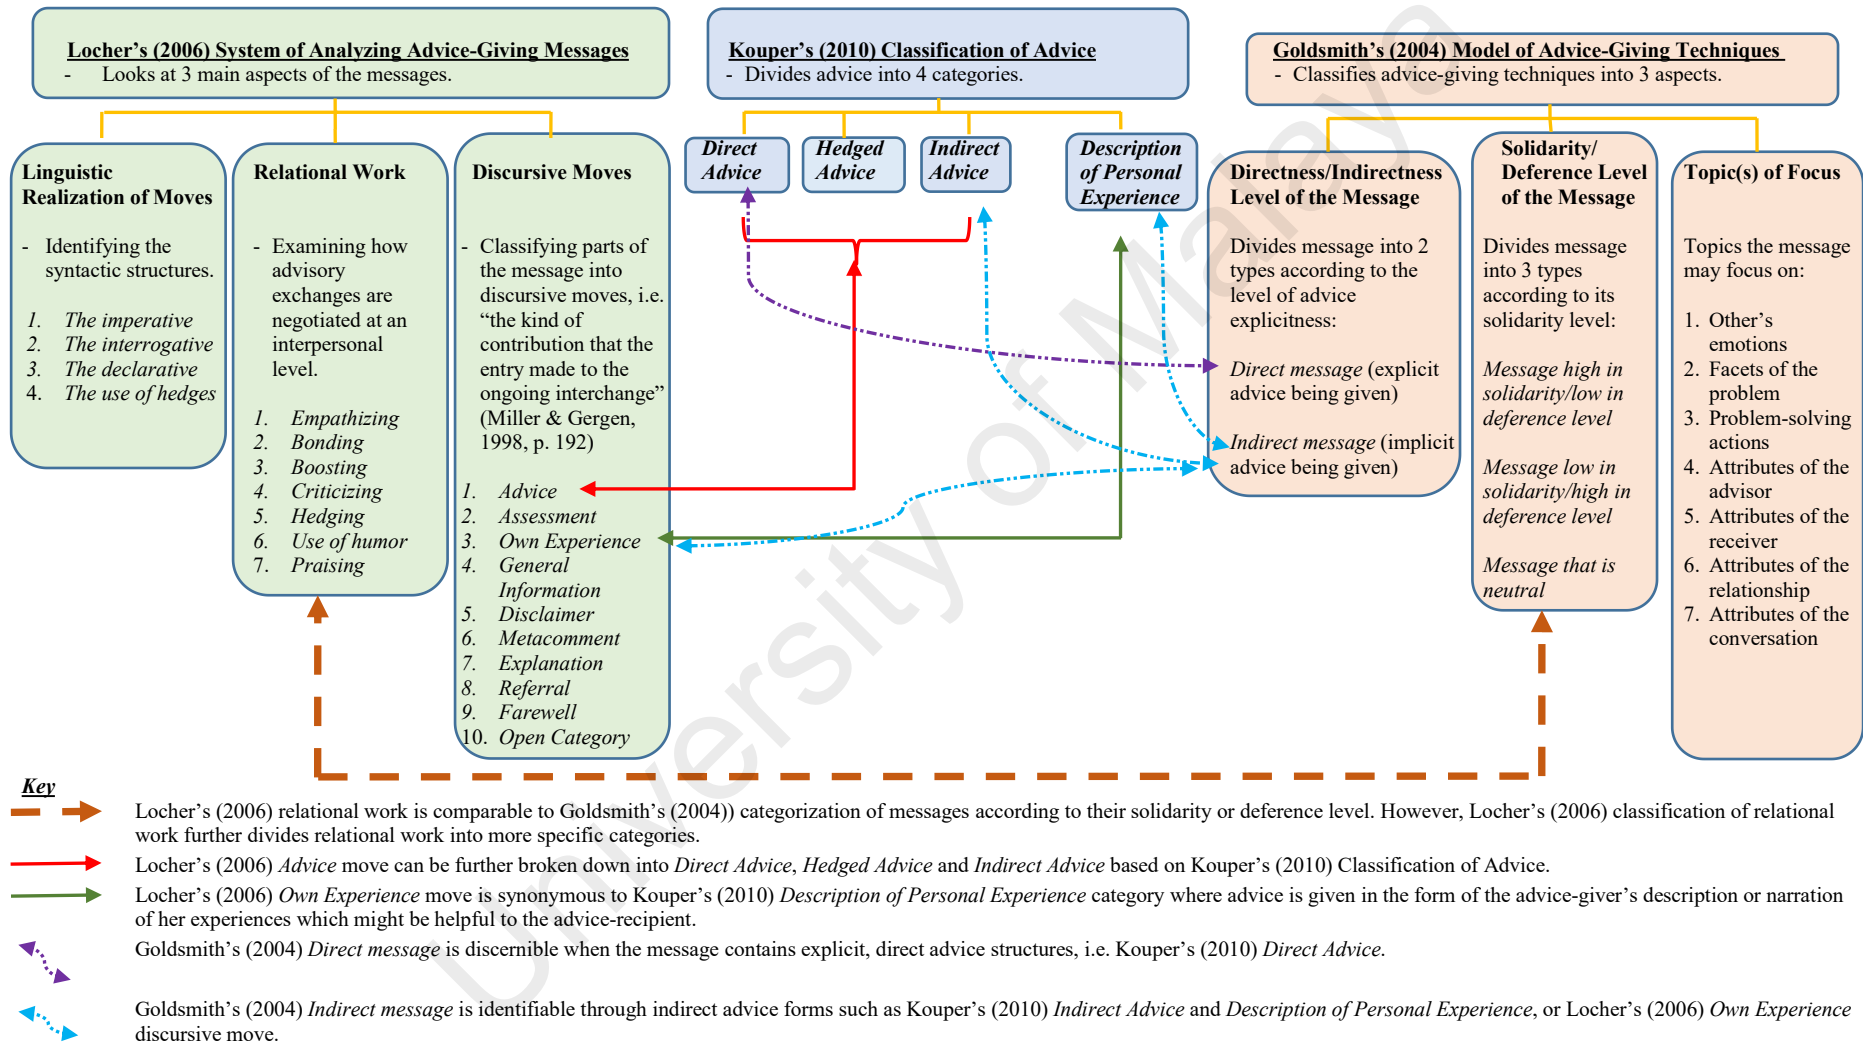 Locher’s (2006) System of Analyzing Advice-Giving Messages
- Looks at 3 main aspects of the messages.
Linguistic
Realization of Moves
- Identifying the
syntactic structures.
1. The imperative
2. The interrogative
3. The declarative
4. The use of hedges
Relational Work
- Examining how
advisory
exchanges are
negotiated at an
interpersonal
level.
1. Empathizing
2. Bonding
3. Boosting
4. Criticizing
5. Hedging
6. Use of humor
7. Praising
Discursive Moves
- Classifying parts of
the message into
discursive moves, i.e.
“the kind of
contribution that the
entry made to the
ongoing interchange”
(Miller & Gergen,
1998, p. 192)
1. Advice
2. Assessment
3. Own Experience
4. General
Information
5. Disclaimer
6. Metacomment
7. Explanation
8. Referral
9. Farewell
10. Open Category
Kouper’s (2010) Classification of Advice
- Divides advice into 4 categories.
Direct
Advice
Hedged
Advice
Indirect
Advice
Description
of Personal
Experience
Goldsmith’s (2004) Model of Advice-Giving Techniques
- Classifies advice-giving techniques into 3 aspects.
Directness/Indirectness
Level of the Message
Divides message into 2
types according to the
level of advice
explicitness:
Direct message (explicit
advice being given)
Indirect message (implicit
advice being given)
Solidarity/
Deference Level
of the Message
Divides message
into 3 types
according to its
solidarity level:
Message high in
solidarity/low in
deference level
Message low in
solidarity/high in
deference level
Message that is
neutral
Topic(s) of Focus
Topics the message
may focus on:
1. Other’s
emotions
2. Facets of the
problem
3. Problem-solving
actions
4. Attributes of the
advisor
5. Attributes of the
receiver
6. Attributes of the
relationship
7. Attributes of the
conversation
Key
Locher’s (2006) relational work is comparable to Goldsmith’s (2004)) categorization of messages according to their solidarity or deference level. However, Locher’s (2006) classification of relational
work further divides relational work into more specific categories.
Locher’s (2006) Advice move can be further broken down into Direct Advice, Hedged Advice and Indirect Advice based on Kouper’s (2010) Classification of Advice.
Locher’s (2006) Own Experience move is synonymous to Kouper’s (2010) Description of Personal Experience category where advice is given in the form of the advice-giver’s description or narration
of her experiences which might be helpful to the advice-recipient.
Goldsmith’s (2004) Direct message is discernible when the message contains explicit, direct advice structures, i.e. Kouper’s (2010) Direct Advice.
Goldsmith’s (2004) Indirect message is identifiable through indirect advice forms such as Kouper’s (2010) Indirect Advice and Description of Personal Experience, or Locher’s (2006) Own Experience
discursive move.
University of Malaya